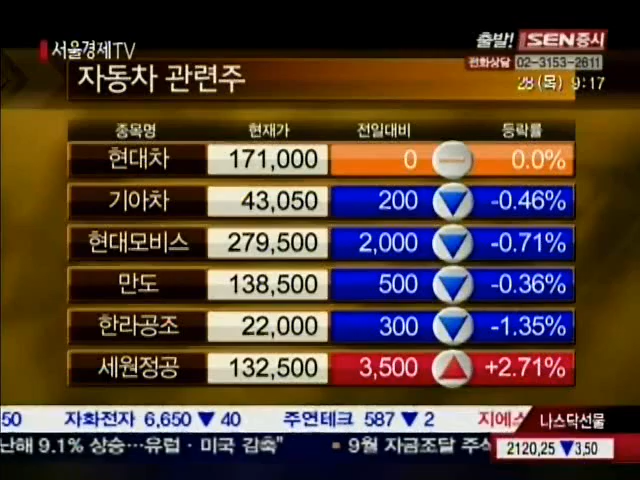 서울경제TV
출발! SEN증시
전화상담 02-3153-2611
28(목) 9:17
자동차 관련주
종목명 현재가 전일대비 등락률
현대차 171,000 0 0.0%
기아차 43,050 ▼ 200 -0.46%
현대모비스 279,500 ▼ 2,000 -0.71%
만도 138,500 ▼ 500 -0.36%
한라공조 22,000 ▼ 300 -1.35%
세원정공 132,500 ▲ 3,500 +2.71%
50 자화전자 6,650 ▼ 40 주연테크 587 ▼ 2 지에스
나스닥선물
난해 9.1% 상승...유럽·미국 감축" ■ 9월 자금조달 주식
2120,25 ▼3,50